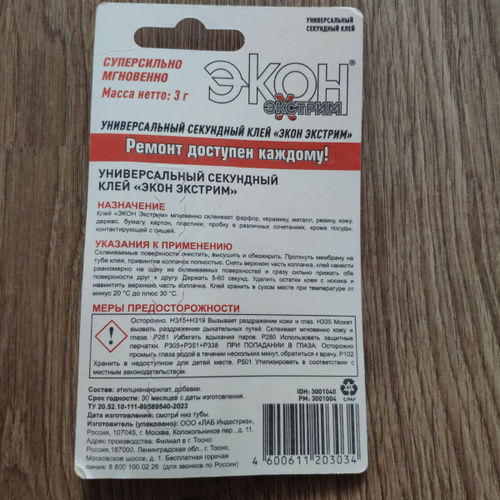 УНИВЕРСАЛЬНЫЙ
СЕКУНДНЫЙ КЛЕЙ
СУПЕРСИЛЬНО
МГНОВЕННО
Масса нетто: 3 г
ЭКОН®
ЭКСТРИМ
УНИВЕРСАЛЬНЫЙ СЕКУНДНЫЙ КЛЕЙ «ЭКОН ЭКСТРИМ»
Ремонт доступен каждому!
УНИВЕРСАЛЬНЫЙ СЕКУНДНЫЙ
КЛЕЙ «ЭКОН ЭКСТРИМ»
НАЗНАЧЕНИЕ
Клей «ЭКОН Экстрим» мгновенно склеивает фарфор, керамику, металл, резину, кожу,
дерево, бумагу, картон, пластики, пробку в различных сочетаниях, кроме посуды,
контактирующей с пищей.
УКАЗАНИЯ К ПРИМЕНЕНИЮ
Склеиваемые поверхности очистить, высушить и обезжирить. Проткнуть мембрану на
тубе клея, привинтив колпачок полностью. Снять верхнюю часть колпачка, клей нанести
равномерно на одну из склеиваемых поверхностей и сразу сильно прижать обе
поверхности друг к другу. Держать 5-60 секунд. Удалить остатки клея с носика и
навинтить верхнюю часть колпачка. Клей хранить в сухом месте при температуре от
минус 20 °С до плюс 30 °С.
МЕРЫ ПРЕДОСТОРОЖНОСТИ
Осторожно. H315+H319 Вызывает раздражение кожи и глаз. H335 Может
вызывать раздражение дыхательных путей. Склеивает мгновенно кожу и
глаза. P261 Избегать вдыхания паров. P280 Использовать защитные
перчатки. P305+P351+P338 ПРИ ПОПАДАНИИ В ГЛАЗА: Осторожно
промыть глаза водой в течении несколько минут, обратиться к врачу. P102
Хранить в недоступном для детей месте. P501 Утилизировать в соответствии с
местным законодательством.
Состав: этилцианакрилат, добавки.
Срок годности: 30 месяцев с даты изготовления.
ТУ 20.52.10-111-89589540-2023
Дата изготовления: смотри низ тубы.
Изготовитель (упаковано): ООО «ЛАБ Индастриз»,
Россия, 107045, г. Москва, Колокольников пер., д. 11.
Адрес производства: Филиал в г. Тосно:
Россия,187000, Ленинградская обл., г. Тосно,
Московское шоссе, д. 1. Бесплатная горячая
линия: 8 800 100 02 26 (для звонков по России)
IDH: 3001040
PM: 3001004
C/PAP
4 600611 203034